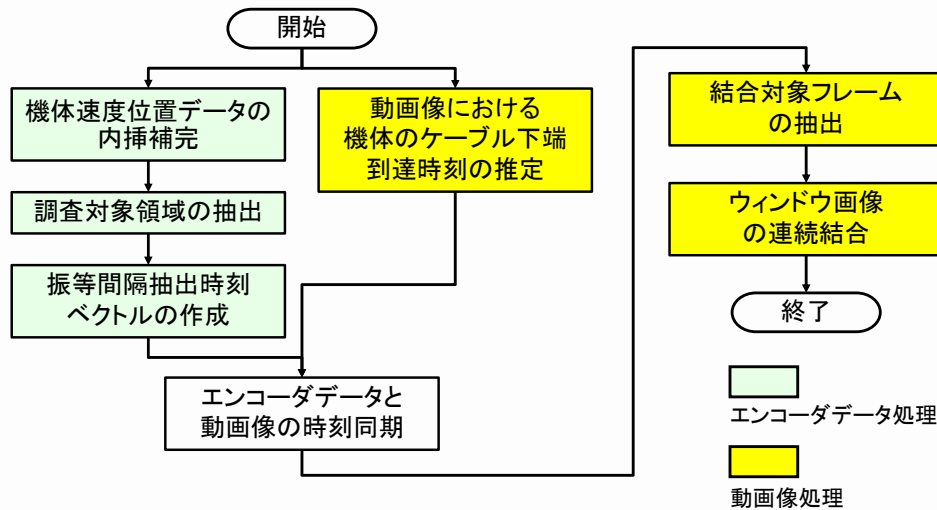 開始
機体速度位置データの
内挿補完
調査対象領域の抽出
振等間隔抽出時刻
ベクトルの作成
動画像における
機体のケーブル下端
到達時刻の推定
エンコーダデータと
動画像の時刻同期
結合対象フレーム
の抽出
ウィンドウ画像
の連続結合
終了
エンコーダデータ処理
動画像処理